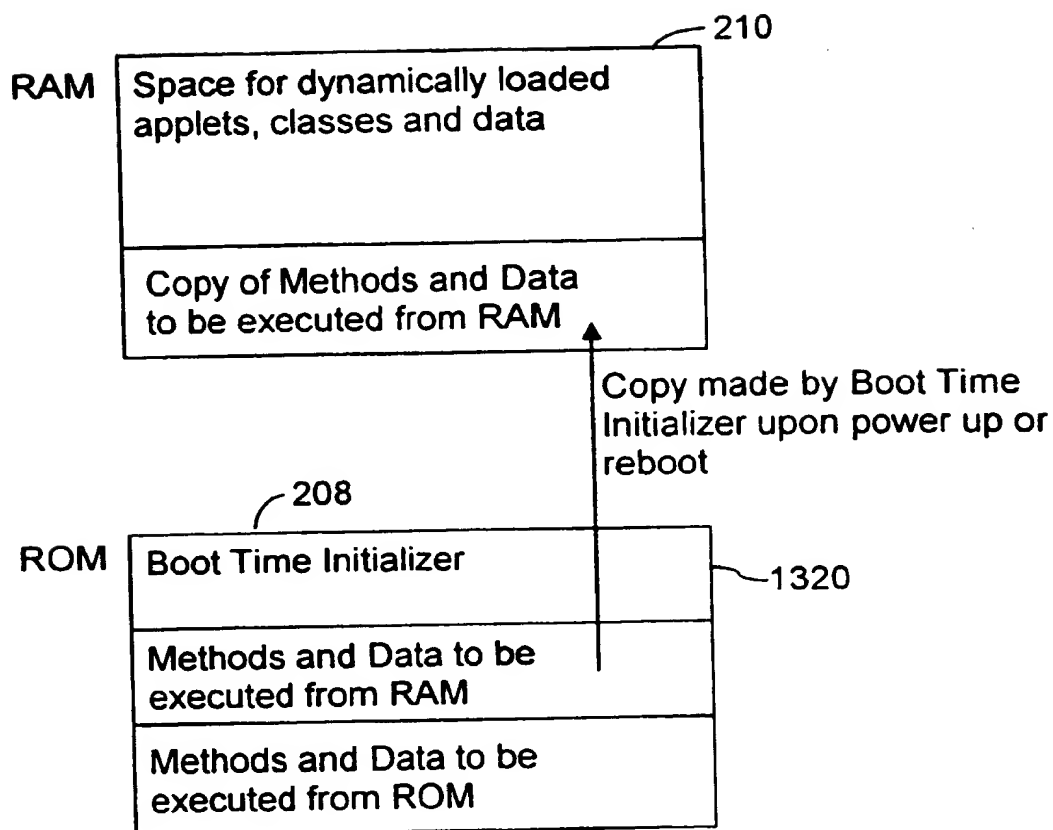 210
RAM
Space for dynamically loaded
applets, classes and data
Copy of Methods and Data
to be executed from RAM
Copy made by Boot Time
Initializer upon power up or
reboot
208
ROM
Boot Time Initializer
1320
Methods and Data to be
executed from RAM
Methods and Data to be
executed from ROM